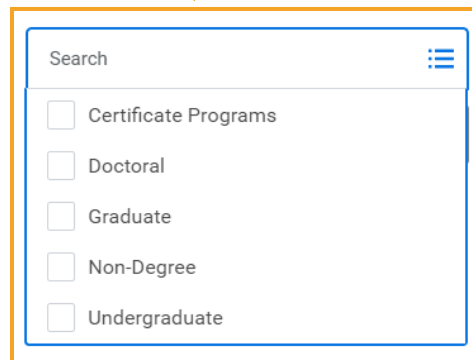 Search
Certificate Programs
Doctoral
Graduate
Non-Degree
Undergraduate